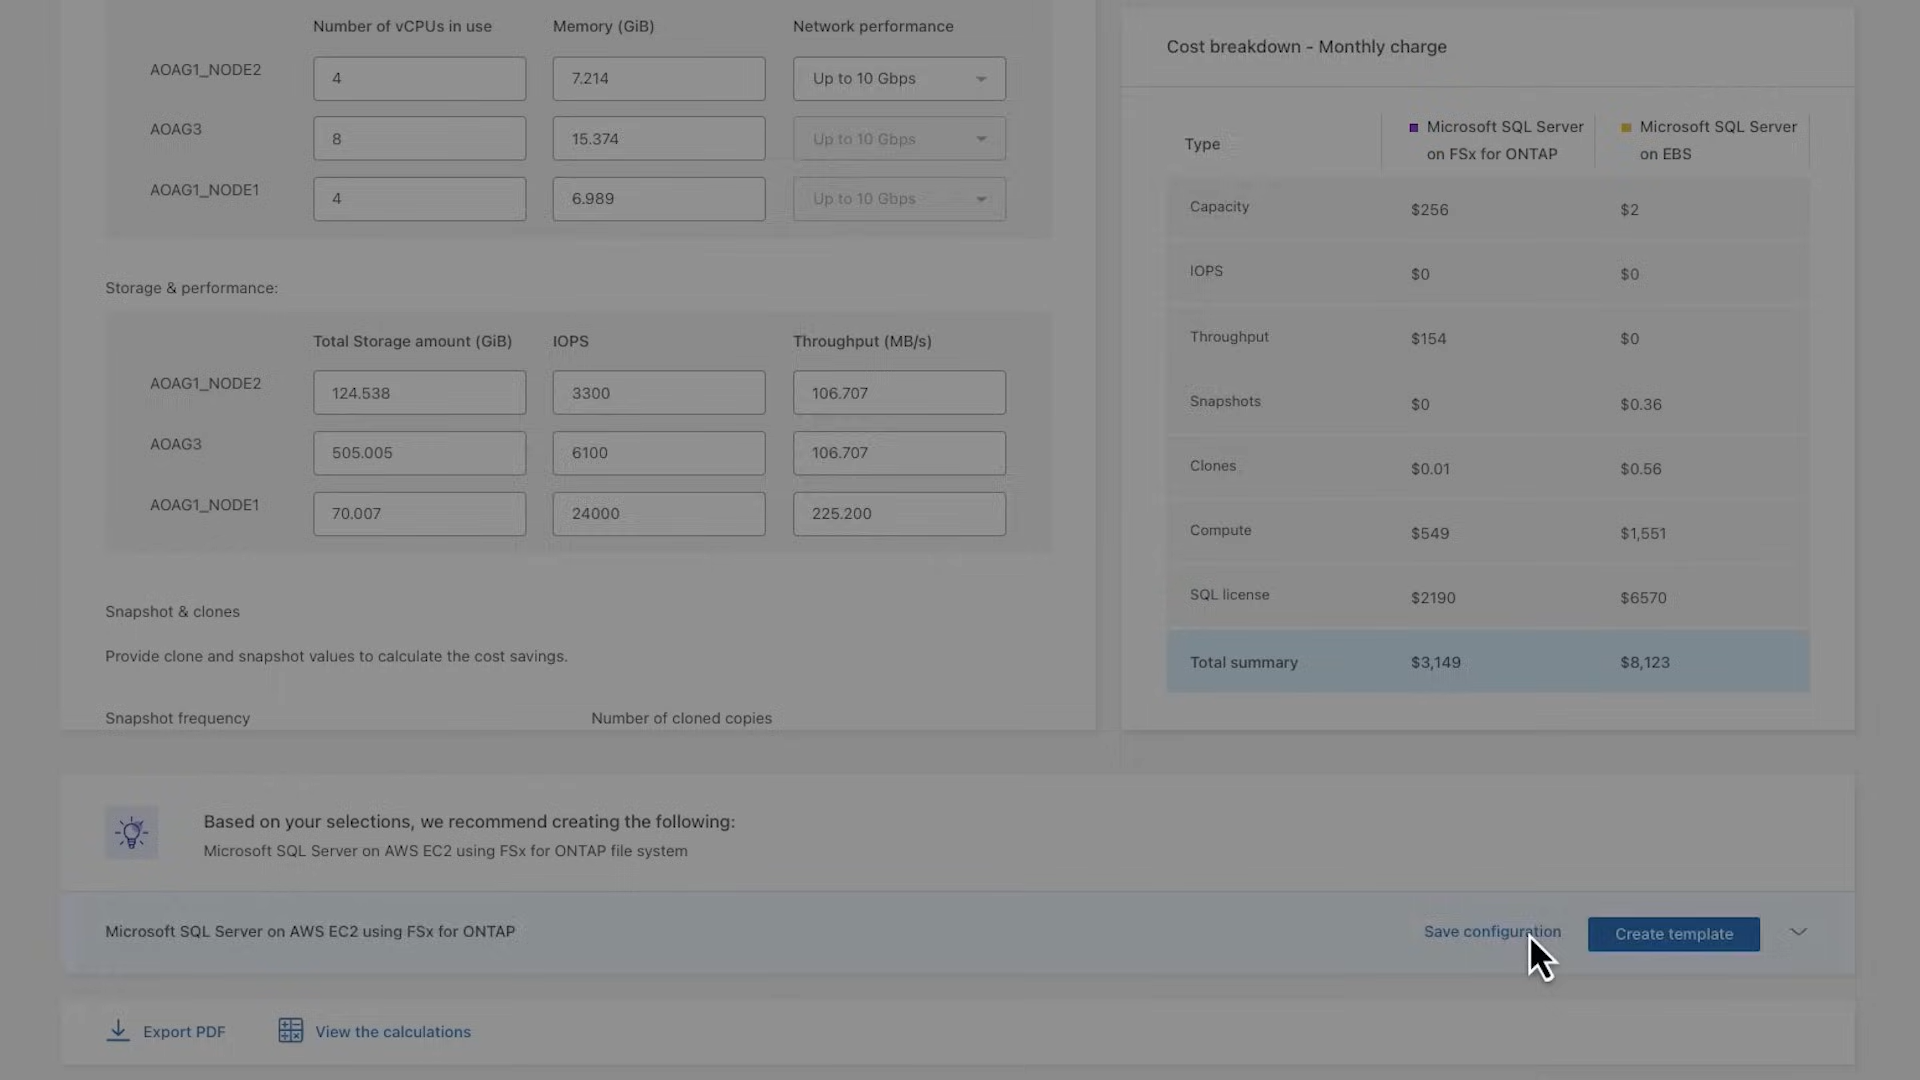 Number of vCPUs in use
Memory (GiB)
Network performance
AOAG1_NODE2
4
7.214
Up to 10 Gbps
AOAG3
8
15.374
Up to 10 Gbps
AOAG1_NODE1
4
6.989
Up to 10 Gbps
Storage & performance:
Total Storage amount (GiB)
IOPS
Throughput (MB/s)
AOAG1_NODE2
124.538
3300
106.707
AOAG3
505.005
6100
106.707
AOAG1_NODE1
70.007
24000
225.200
Snapshot & clones
Provide clone and snapshot values to calculate the cost savings.
Snapshot frequency
Number of cloned copies
Cost breakdown - Monthly charge
Type
Microsoft SQL Server
on FSx for ONTAP
Microsoft SQL Server
on EBS
Capacity
$256
$2
IOPS
$0
$0
Throughput
$154
$0
Snapshots
$0
$0.36
Clones
$0.01
$0.56
Compute
$549
$1,551
SQL license
$2190
$6570
Total summary
$3,149
$8,123
Based on your selections, we recommend creating the following:
Microsoft SQL Server on AWS EC2 using FSx for ONTAP file system
Microsoft SQL Server on AWS EC2 using FSx for ONTAP
Save configuration
Create template
Export PDF
View the calculations